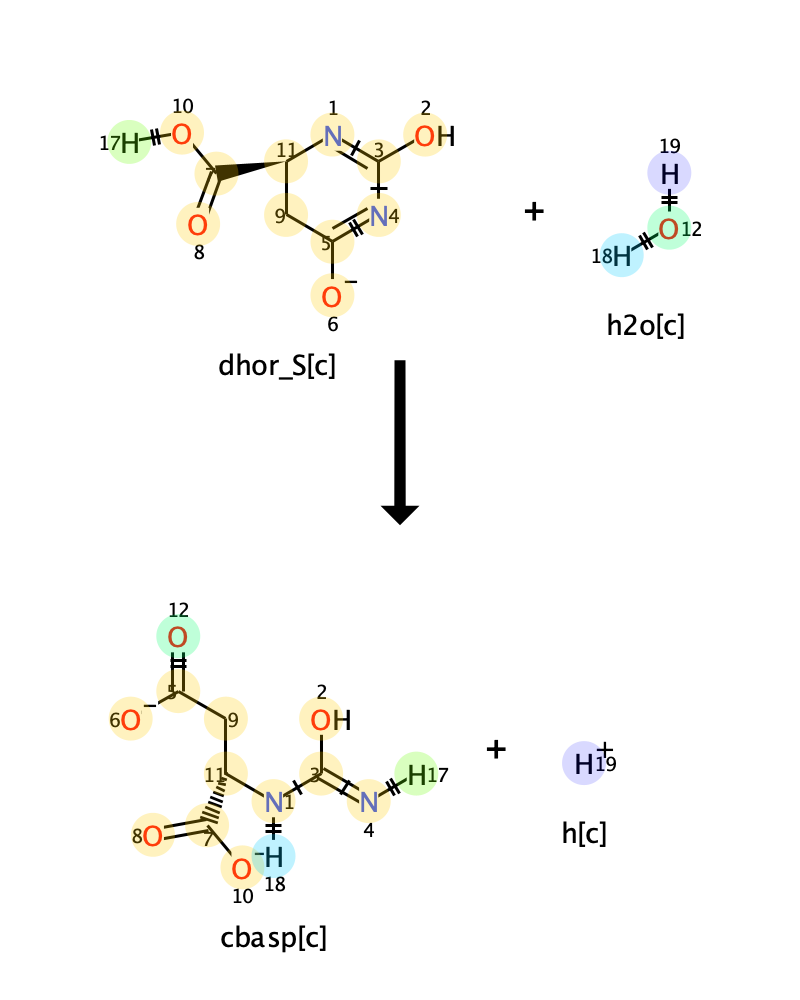 10 1 2
17H O N OH 19
7 11 3 H
9 N4 + O12
O 5 18H
8 O−
6 h2o[c]
dhor_S[c]
12
O
5 2
6O− 9 OH
11 3 H17 + H+19
N1 N
8O 7 4
O− H h[c]
10 18
cbasp[c]